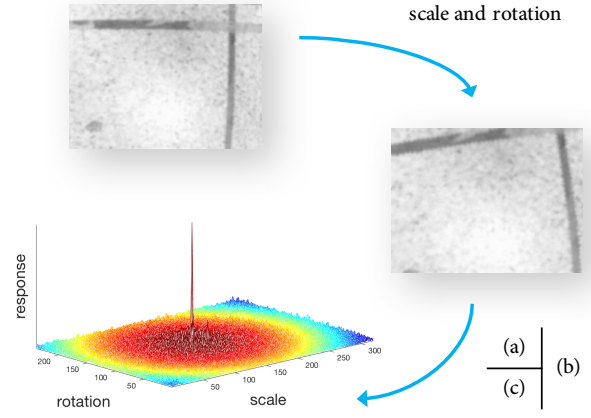 scale and rotation
response
200
150
100
50
50
100
150
200
250
300
rotation
scale
(a)
(b)
(c)